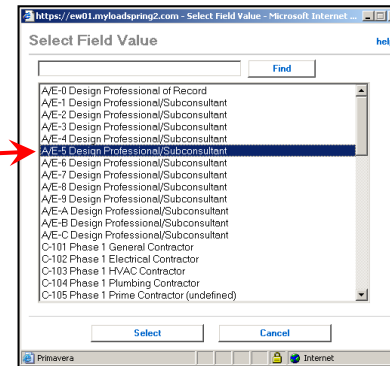 https://ew01.myloadspring2.com - Select Field Value - Microsoft Internet ...
Select Field Value
help
Find
A/E-0 Design Professional of Record
A/E-1 Design Professional/Subconsultant
A/E-2 Design Professional/Subconsultant
A/E-3 Design Professional/Subconsultant
A/E-4 Design Professional/Subconsultant
A/E-5 Design Professional/Subconsultant
A/E-6 Design Professional/Subconsultant
A/E-7 Design Professional/Subconsultant
A/E-8 Design Professional/Subconsultant
A/E-9 Design Professional/Subconsultant
A/E-A Design Professional/Subconsultant
A/E-B Design Professional/Subconsultant
A/E-C Design Professional/Subconsultant
C-101 Phase 1 General Contractor
C-102 Phase 1 Electrical Contractor
C-103 Phase 1 HVAC Contractor
C-104 Phase 1 Plumbing Contractor
C-105 Phase 1 Prime Contractor (undefined)
Select Cancel
Primavera Internet